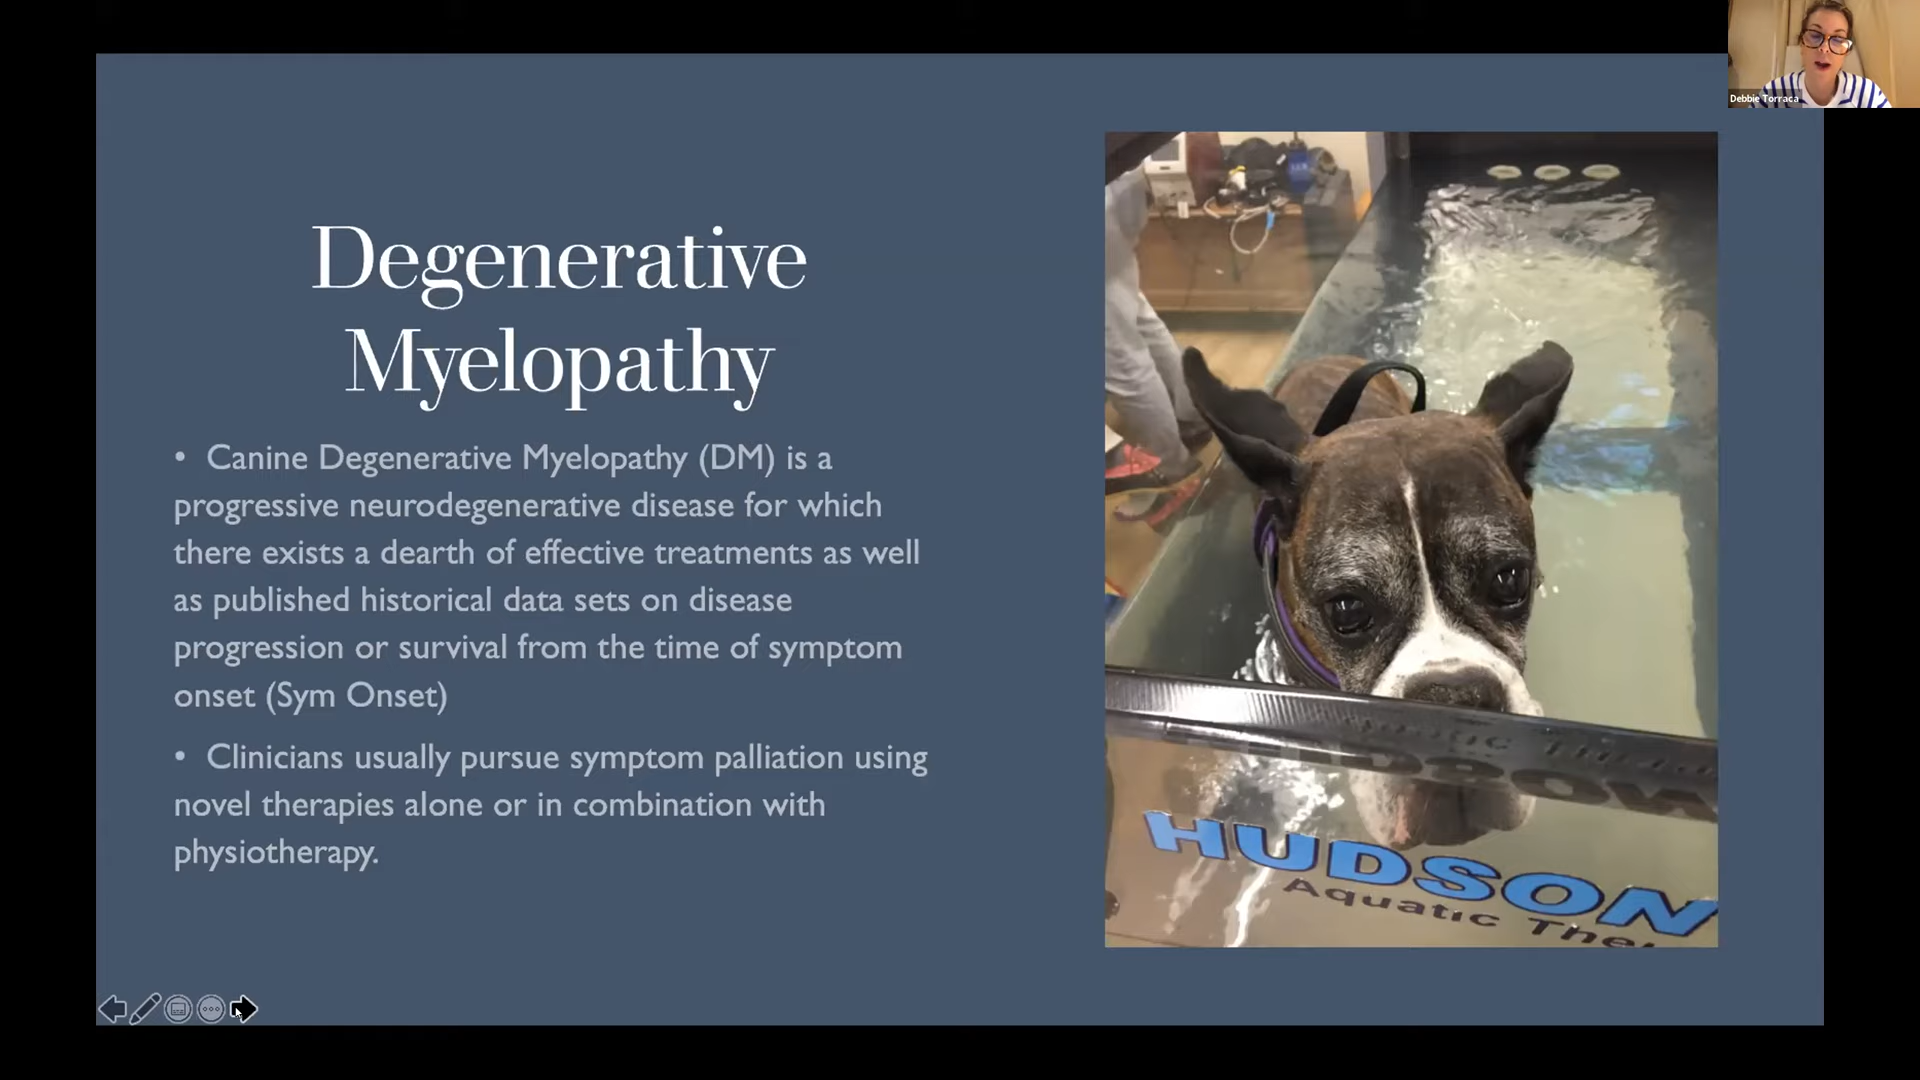 Debbie Torraca
Degenerative
Myelopathy
• Canine Degenerative Myelopathy (DM) is a
progressive neurodegenerative disease for which
there exists a dearth of effective treatments as well
as published historical data sets on disease
progression or survival from the time of symptom
onset (Sym Onset)
• Clinicians usually pursue symptom palliation using
novel therapies alone or in combination with
physiotherapy.
HUDSON
Aquatic The